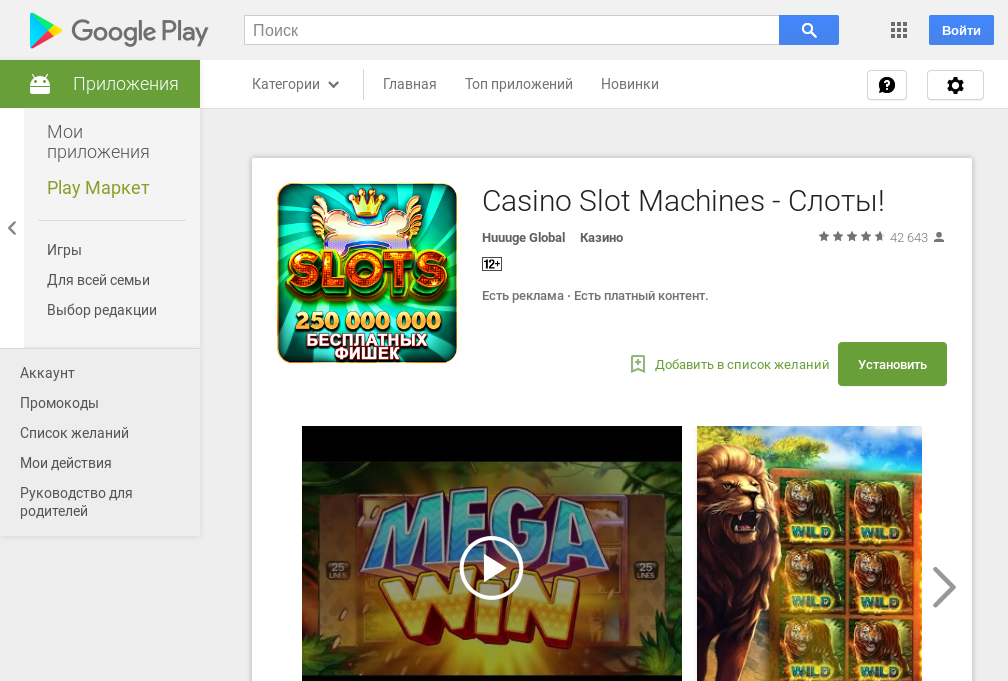 Google Play
Поиск
Войти
Приложения
Категории
Главная
Топ приложений
Новинки
Мои
приложения
Play Маркет
Игры
Для всей семьи
Выбор редакции
Аккаунт
Промокоды
Список желаний
Мои действия
Руководство для
родителей
SLOTS
250 000 000
БЕСПЛАТНЫХ
ФИШЕК
Casino Slot Machines - Слоты!
Huuuge Global Казино
42 643
12+
Есть реклама · Есть платный контент.
Добавить в список желаний
Установить
MEGA
WIN
25
LINES
25
LINES
WILD WILD
WILD WILD
WILD WILD